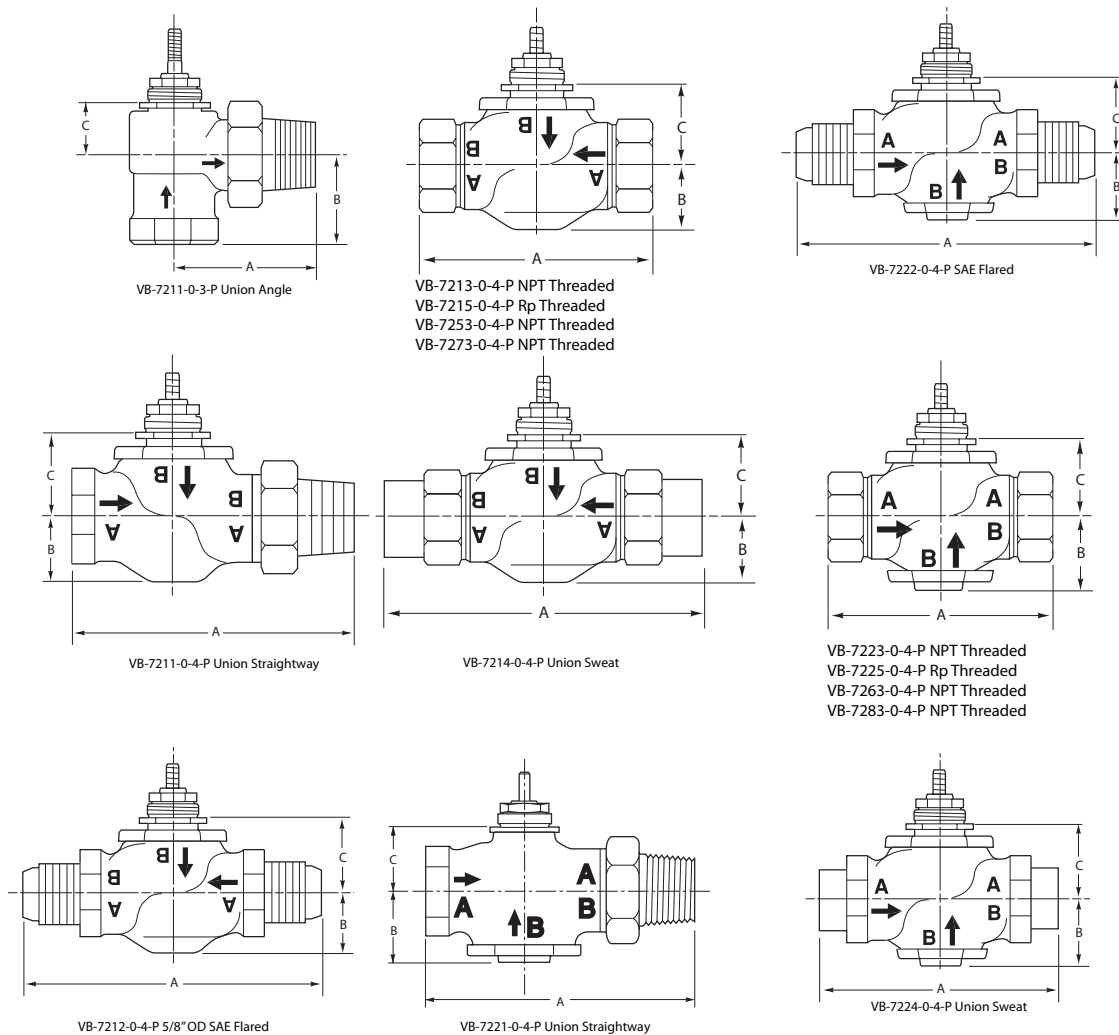 C
B
A
VB-7211-0-3-P Union Angle
B
B
A
A
C
B
A
VB-7213-0-4-P NPT Threaded
VB-7215-0-4-P Rp Threaded
VB-7253-0-4-P NPT Threaded
VB-7273-0-4-P NPT Threaded
A
A
B
B
C
B
A
VB-7222-0-4-P SAE Flared
C
B
B
B
A
A
A
VB-7211-0-4-P Union Straightway
B
B
A
A
C
B
A
VB-7214-0-4-P Union Sweat
A
A
B
B
C
B
A
VB-7223-0-4-P NPT Threaded
VB-7225-0-4-P Rp Threaded
VB-7263-0-4-P NPT Threaded
VB-7283-0-4-P NPT Threaded
B
B
A
A
C
B
A
VB-7212-0-4-P 5/8" OD SAE Flared
C
B
A
A
B
B
A
VB-7221-0-4-P Union Straightway
A
A
B
B
C
B
A
VB-7224-0-4-P Union Sweat